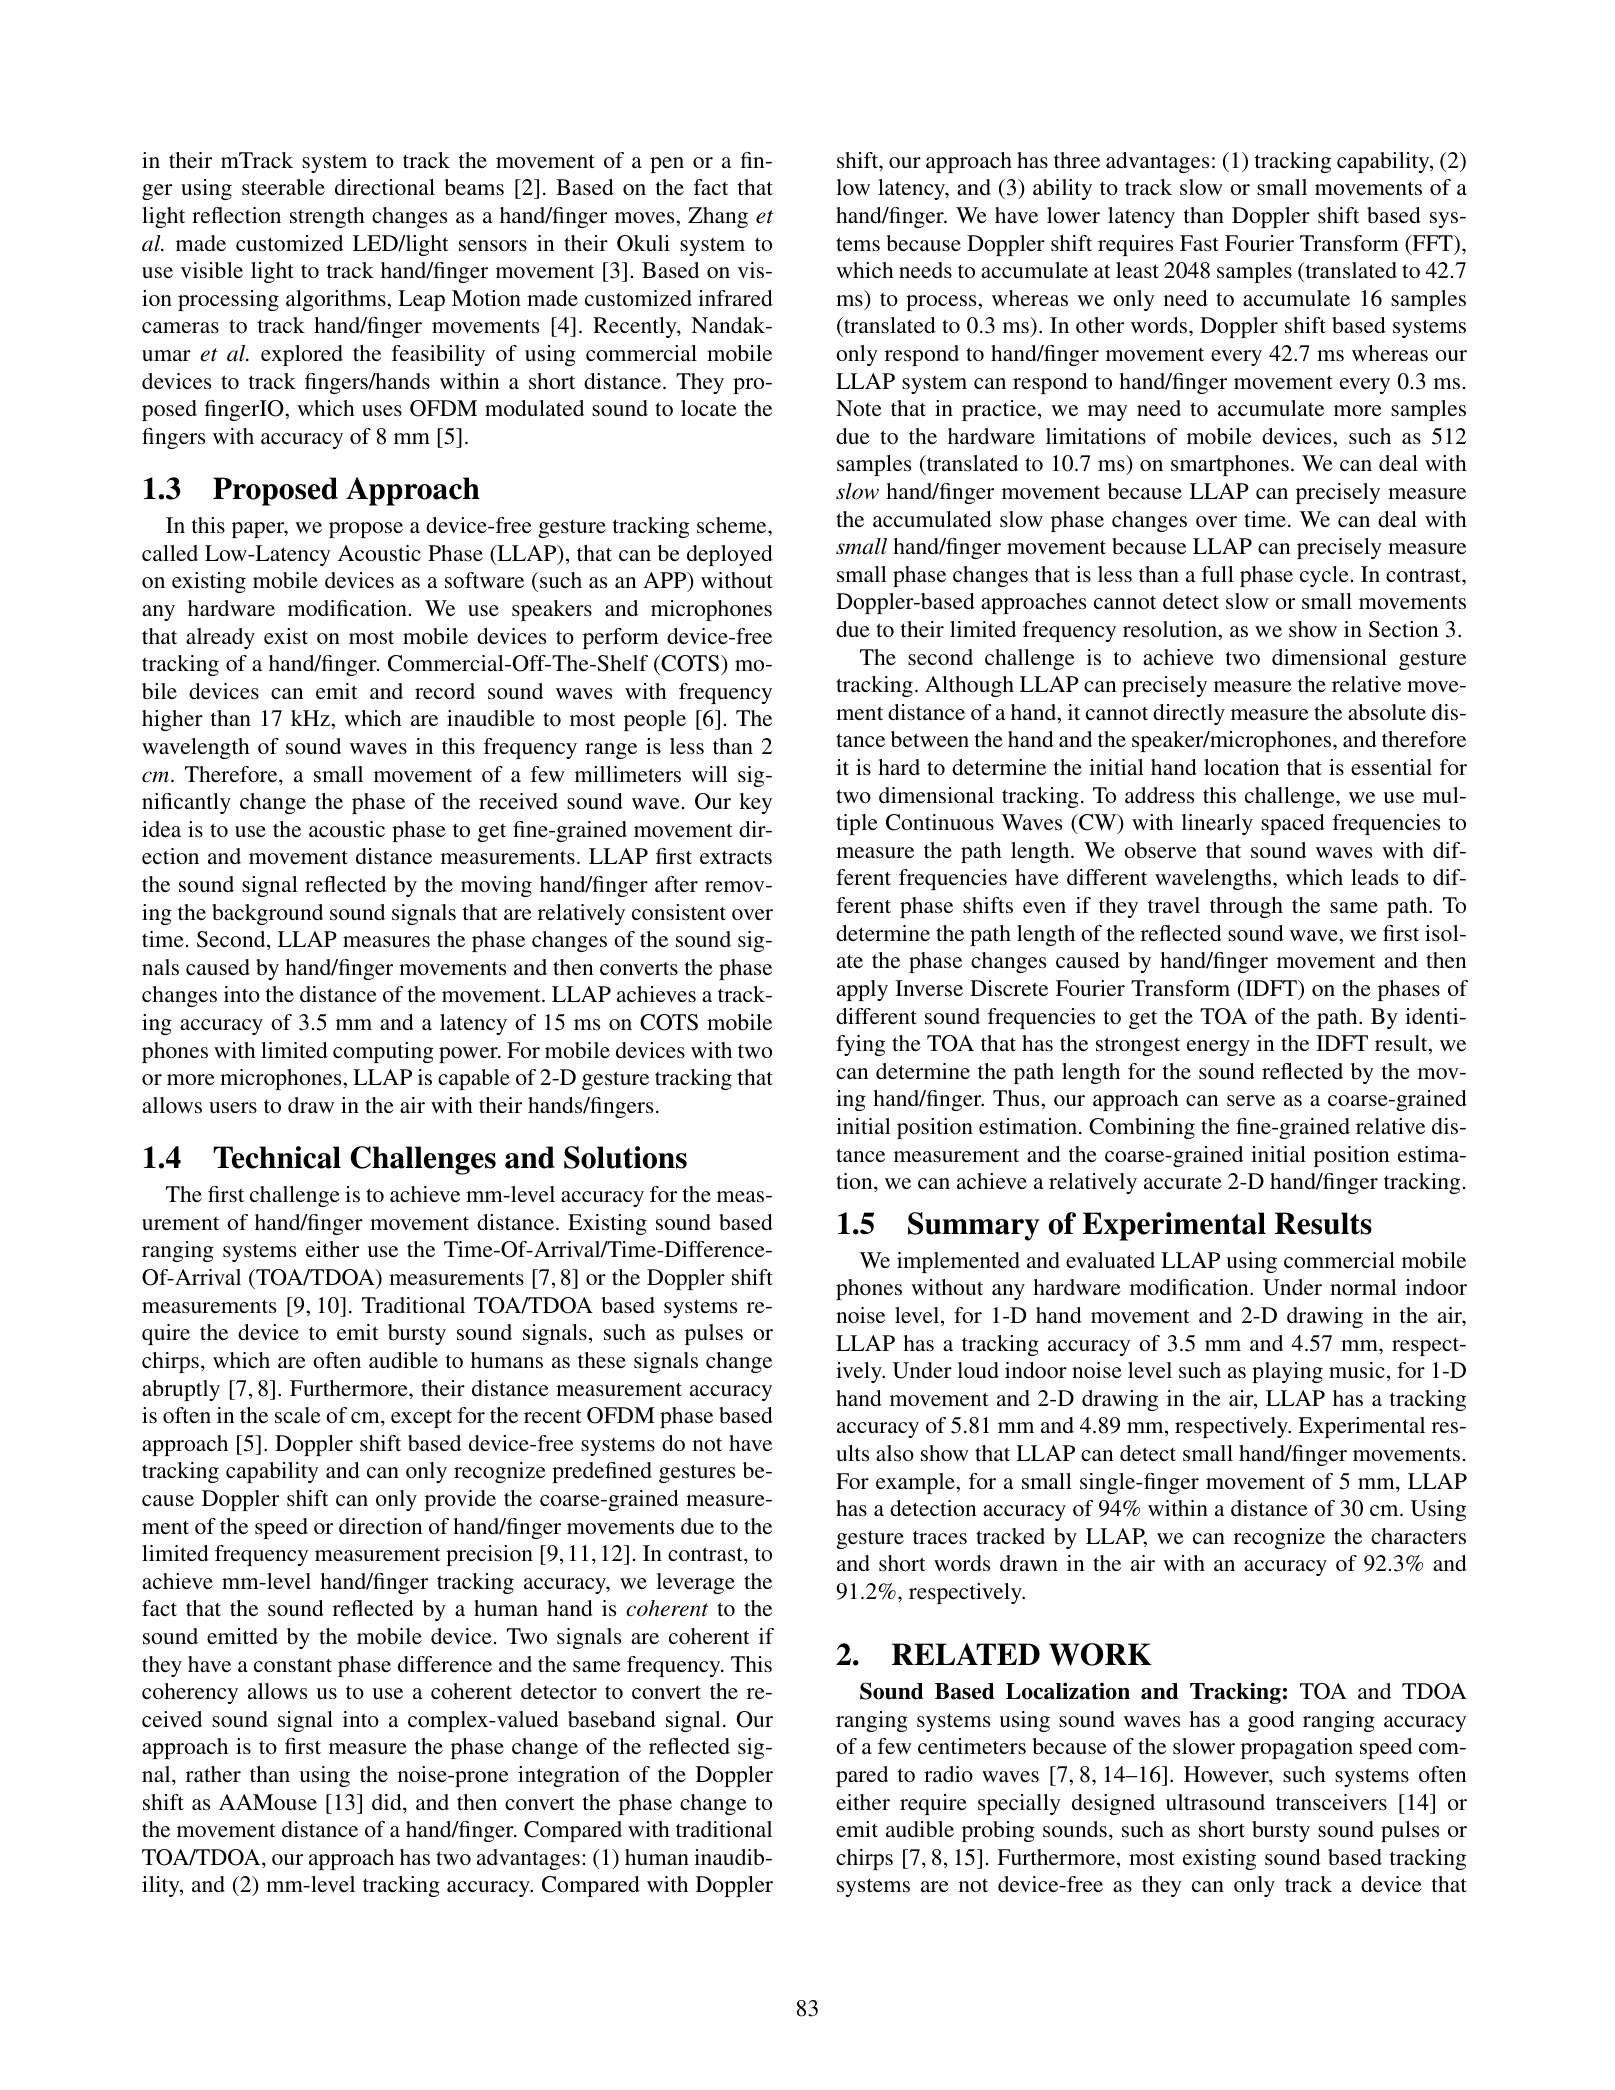 in their mTrack system to track the movement of a pen or a fin-
ger using steerable directional beams [2]. Based on the fact that
light reflection strength changes as a hand/finger moves, Zhang et
al. made customized LED/light sensors in their Okuli system to
use visible light to track hand/finger movement [3]. Based on vis-
ion processing algorithms, Leap Motion made customized infrared
cameras to track hand/finger movements [4]. Recently, Nandak-
umar et al. explored the feasibility of using commercial mobile
devices to track fingers/hands within a short distance. They pro-
posed fingerIO, which uses OFDM modulated sound to locate the
fingers with accuracy of 8 mm [5].
1.3 Proposed Approach
In this paper, we propose a device-free gesture tracking scheme,
called Low-Latency Acoustic Phase (LLAP), that can be deployed
on existing mobile devices as a software (such as an APP) without
any hardware modification. We use speakers and microphones
that already exist on most mobile devices to perform device-free
tracking of a hand/finger. Commercial-Off-The-Shelf (COTS) mo-
bile devices can emit and record sound waves with frequency
higher than 17 kHz, which are inaudible to most people [6]. The
wavelength of sound waves in this frequency range is less than 2
cm. Therefore, a small movement of a few millimeters will sig-
nificantly change the phase of the received sound wave. Our key
idea is to use the acoustic phase to get fine-grained movement dir-
ection and movement distance measurements. LLAP first extracts
the sound signal reflected by the moving hand/finger after remov-
ing the background sound signals that are relatively consistent over
time. Second, LLAP measures the phase changes of the sound sig-
nals caused by hand/finger movements and then converts the phase
changes into the distance of the movement. LLAP achieves a track-
ing accuracy of 3.5 mm and a latency of 15 ms on COTS mobile
phones with limited computing power. For mobile devices with two
or more microphones, LLAP is capable of 2-D gesture tracking that
allows users to draw in the air with their hands/fingers.
1.4 Technical Challenges and Solutions
The first challenge is to achieve mm-level accuracy for the meas-
urement of hand/finger movement distance. Existing sound based
ranging systems either use the Time-Of-Arrival/Time-Difference-
Of-Arrival (TOA/TDOA) measurements [7, 8] or the Doppler shift
measurements [9, 10]. Traditional TOA/TDOA based systems re-
quire the device to emit bursty sound signals, such as pulses or
chirps, which are often audible to humans as these signals change
abruptly [7, 8]. Furthermore, their distance measurement accuracy
is often in the scale of cm, except for the recent OFDM phase based
approach [5]. Doppler shift based device-free systems do not have
tracking capability and can only recognize predefined gestures be-
cause Doppler shift can only provide the coarse-grained measure-
ment of the speed or direction of hand/finger movements due to the
limited frequency measurement precision [9, 11, 12]. In contrast, to
achieve mm-level hand/finger tracking accuracy, we leverage the
fact that the sound reflected by a human hand is coherent to the
sound emitted by the mobile device. Two signals are coherent if
they have a constant phase difference and the same frequency. This
coherency allows us to use a coherent detector to convert the re-
ceived sound signal into a complex-valued baseband signal. Our
approach is to first measure the phase change of the reflected sig-
nal, rather than using the noise-prone integration of the Doppler
shift as AAMouse [13] did, and then convert the phase change to
the movement distance of a hand/finger. Compared with traditional
TOA/TDOA, our approach has two advantages: (1) human inaudib-
ility, and (2) mm-level tracking accuracy. Compared with Doppler
shift, our approach has three advantages: (1) tracking capability, (2)
low latency, and (3) ability to track slow or small movements of a
hand/finger. We have lower latency than Doppler shift based sys-
tems because Doppler shift requires Fast Fourier Transform (FFT),
which needs to accumulate at least 2048 samples (translated to 42.7
ms) to process, whereas we only need to accumulate 16 samples
(translated to 0.3 ms). In other words, Doppler shift based systems
only respond to hand/finger movement every 42.7 ms whereas our
LLAP system can respond to hand/finger movement every 0.3 ms.
Note that in practice, we may need to accumulate more samples
due to the hardware limitations of mobile devices, such as 512
samples (translated to 10.7 ms) on smartphones. We can deal with
slow hand/finger movement because LLAP can precisely measure
the accumulated slow phase changes over time. We can deal with
small hand/finger movement because LLAP can precisely measure
small phase changes that is less than a full phase cycle. In contrast,
Doppler-based approaches cannot detect slow or small movements
due to their limited frequency resolution, as we show in Section 3.
The second challenge is to achieve two dimensional gesture
tracking. Although LLAP can precisely measure the relative move-
ment distance of a hand, it cannot directly measure the absolute dis-
tance between the hand and the speaker/microphones, and therefore
it is hard to determine the initial hand location that is essential for
two dimensional tracking. To address this challenge, we use mul-
tiple Continuous Waves (CW) with linearly spaced frequencies to
measure the path length. We observe that sound waves with dif-
ferent frequencies have different wavelengths, which leads to dif-
ferent phase shifts even if they travel through the same path. To
determine the path length of the reflected sound wave, we first isol-
ate the phase changes caused by hand/finger movement and then
apply Inverse Discrete Fourier Transform (IDFT) on the phases of
different sound frequencies to get the TOA of the path. By identi-
fying the TOA that has the strongest energy in the IDFT result, we
can determine the path length for the sound reflected by the mov-
ing hand/finger. Thus, our approach can serve as a coarse-grained
initial position estimation. Combining the fine-grained relative dis-
tance measurement and the coarse-grained initial position estima-
tion, we can achieve a relatively accurate 2-D hand/finger tracking.
1.5 Summary of Experimental Results
We implemented and evaluated LLAP using commercial mobile
phones without any hardware modification. Under normal indoor
noise level, for 1-D hand movement and 2-D drawing in the air,
LLAP has a tracking accuracy of 3.5 mm and 4.57 mm, respect-
ively. Under loud indoor noise level such as playing music, for 1-D
hand movement and 2-D drawing in the air, LLAP has a tracking
accuracy of 5.81 mm and 4.89 mm, respectively. Experimental res-
ults also show that LLAP can detect small hand/finger movements.
For example, for a small single-finger movement of 5 mm, LLAP
has a detection accuracy of 94% within a distance of 30 cm. Using
gesture traces tracked by LLAP, we can recognize the characters
and short words drawn in the air with an accuracy of 92.3% and
91.2%, respectively.
2. RELATED WORK
Sound Based Localization and Tracking: TOA and TDOA
ranging systems using sound waves has a good ranging accuracy
of a few centimeters because of the slower propagation speed com-
pared to radio waves [7, 8, 14–16]. However, such systems often
either require specially designed ultrasound transceivers [14] or
emit audible probing sounds, such as short bursty sound pulses or
chirps [7, 8, 15]. Furthermore, most existing sound based tracking
systems are not device-free as they can only track a device that
83